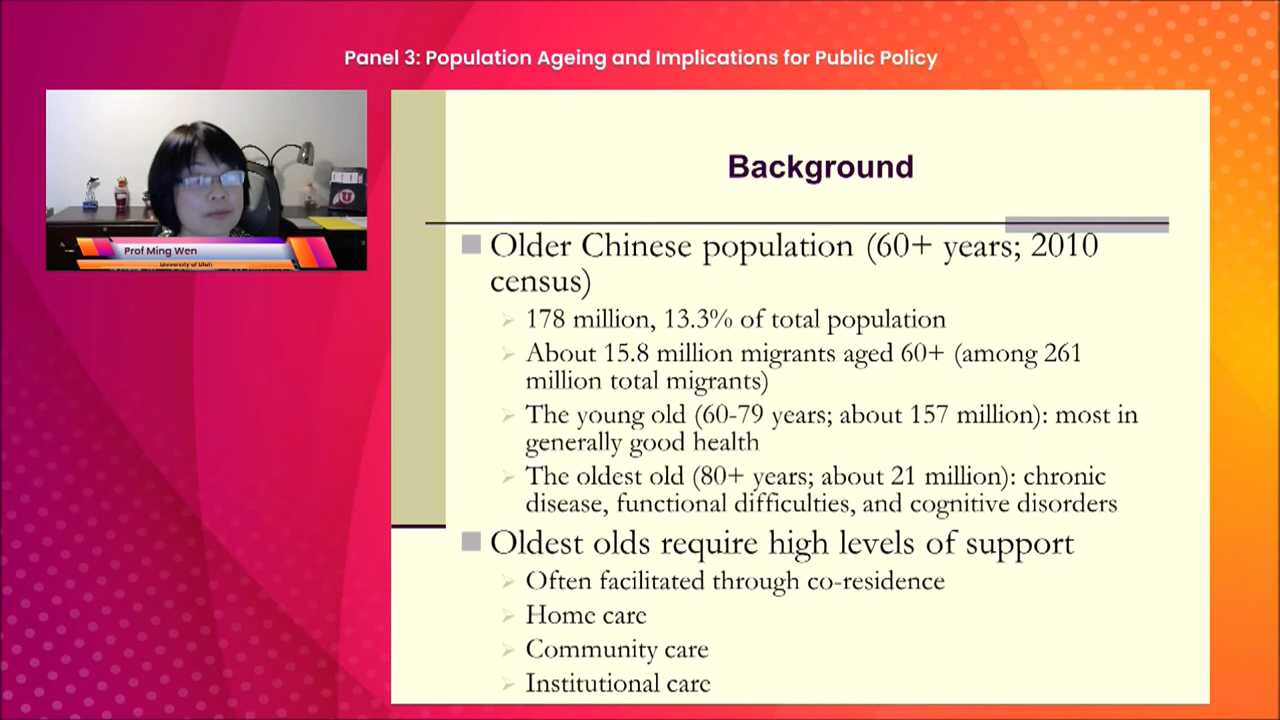 Panel 3: Population Ageing and Implications for Public Policy
Prof Ming Wen
University of Utah
U
Background
Older Chinese population (60+ years; 2010
census)
178 million, 13.3% of total population
About 15.8 million migrants aged 60+ (among 261
million total migrants)
The young old (60-79 years; about 157 million): most in
generally good health
The oldest old (80+ years; about 21 million): chronic
disease, functional difficulties, and cognitive disorders
Oldest olds require high levels of support
Often facilitated through co-residence
Home care
Community care
Institutional care